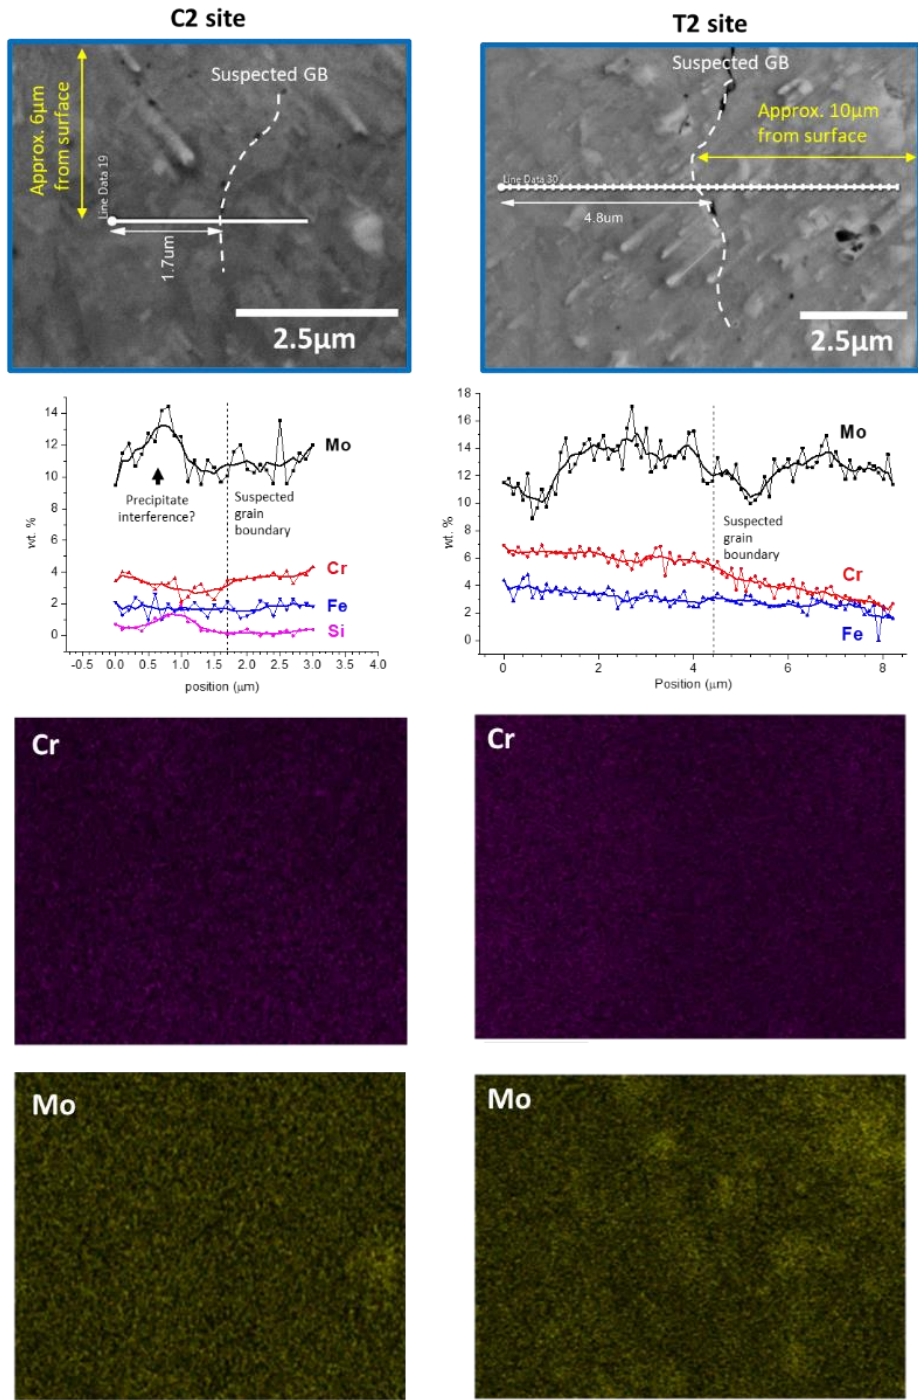 C2 site
T2 site
Suspected GB
Approx. 6μm
from surface
Line Data 19
1.7um
2.5μm
Suspected GB
Approx. 10μm
from surface
Line Data 30
4.8um
2.5μm
14
12
10
8
6
4
2
0
wt. %
Mo
Precipitate
interference?
Suspected
grain
boundary
Cr
Fe
Si
-0.5
0.0
0.5
1.0
1.5
2.0
2.5
3.0
3.5
4.0
position (μm)
18
16
14
12
10
8
6
4
2
0
wt. %
Mo
Suspected
grain
boundary
Cr
Fe
0
2
4
6
8
Position (μm)
Cr
Cr
Mo
Mo